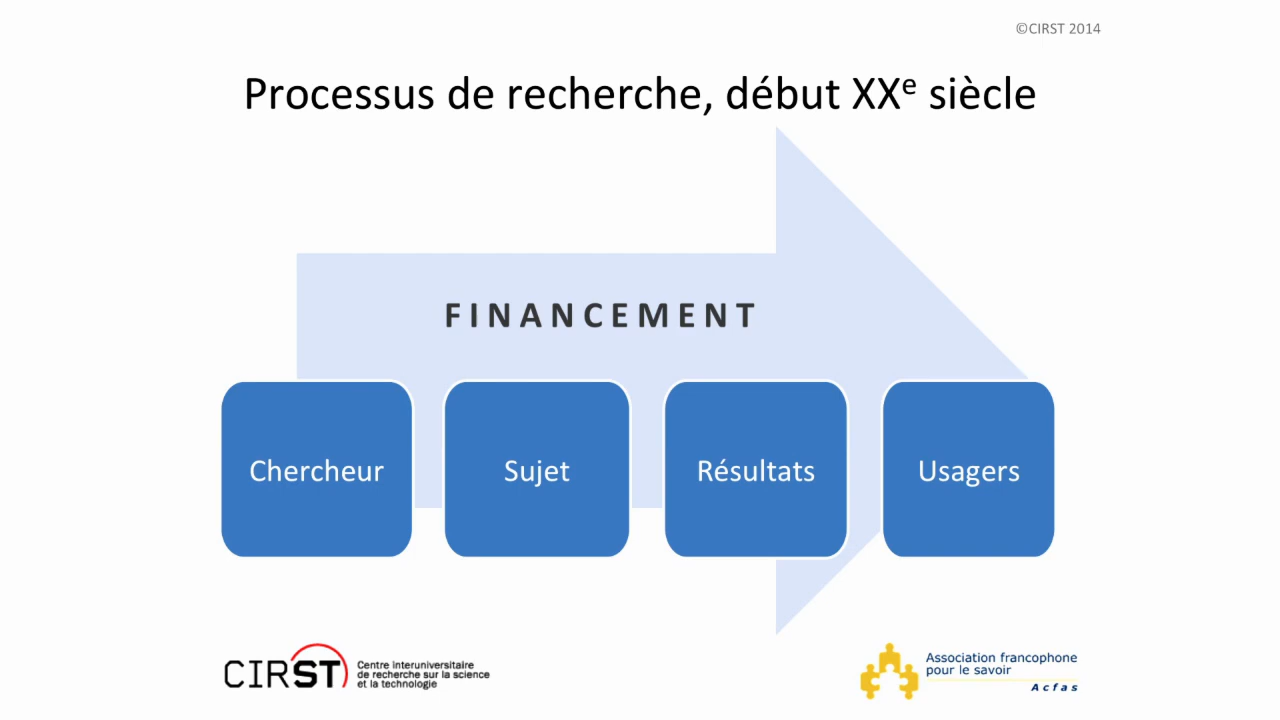 ©CIRST 2014
Processus de recherche, début XXe siècle
FINANCEMENT
Chercheur
Sujet
Résultats
Usagers
CIRST
Centre interuniversitaire
de recherche sur la science
et la technologie
Association francophone
pour le savoir
Acfas